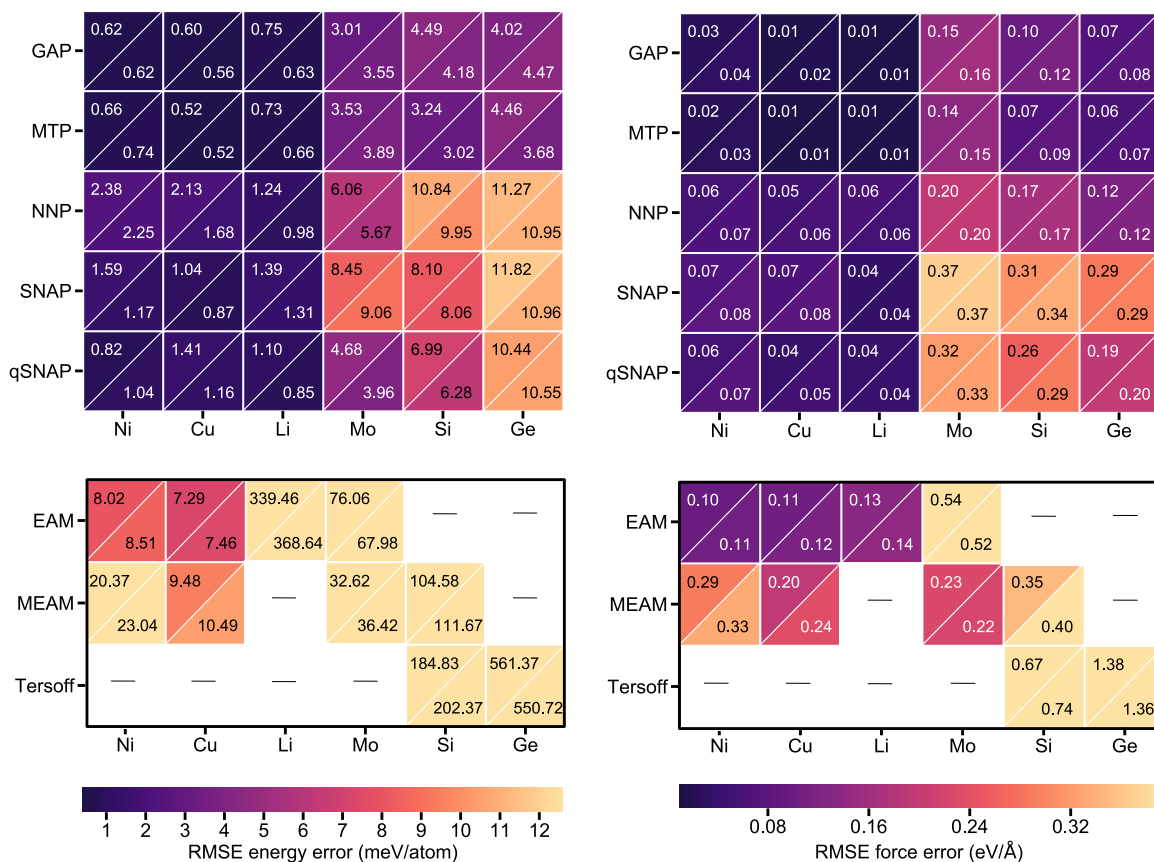 GAP 0.62 0.60 0.75 3.01 4.49 4.02
0.62 0.56 0.63 3.55 4.18 4.47
MTP 0.66 0.52 0.73 3.53 3.24 4.46
0.74 0.52 0.66 3.89 3.02 3.68
NNP 2.38 2.13 1.24 6.06 10.84 11.27
2.25 1.68 0.98 5.67 9.95 10.95
SNAP 1.59 1.04 1.39 8.45 8.10 11.82
1.17 0.87 1.31 9.06 8.06 10.96
qSNAP 0.82 1.41 1.10 4.68 6.99 10.44
1.04 1.16 0.85 3.96 6.28 10.55
Ni Cu Li Mo Si Ge
GAP 0.03 0.01 0.01 0.15 0.10 0.07
0.04 0.02 0.01 0.16 0.12 0.08
MTP 0.02 0.01 0.01 0.14 0.07 0.06
0.03 0.01 0.01 0.15 0.09 0.07
NNP 0.06 0.05 0.06 0.20 0.17 0.12
0.07 0.06 0.06 0.20 0.17 0.12
SNAP 0.07 0.07 0.04 0.37 0.31 0.29
0.08 0.08 0.04 0.37 0.34 0.29
qSNAP 0.06 0.04 0.04 0.32 0.26 0.19
0.07 0.05 0.04 0.33 0.29 0.20
Ni Cu Li Mo Si Ge
EAM 8.02 7.29 339.46 76.06 — —
8.51 7.46 368.64 67.98
MEAM 20.37 9.48 — 32.62 104.58 —
23.04 10.49 36.42 111.67
Tersoff — — — — 184.83 561.37
202.37 550.72
Ni Cu Li Mo Si Ge
1 2 3 4 5 6 7 8 9 10 11 12
RMSE energy error (meV/atom)
EAM 0.10 0.11 0.13 0.54 — —
0.11 0.12 0.14 0.52
MEAM 0.29 0.20 — 0.23 0.35 —
0.33 0.24 0.22 0.40
Tersoff — — — — 0.67 1.38
0.74 1.36
Ni Cu Li Mo Si Ge
0.08 0.16 0.24 0.32
RMSE force error (eV/Å)